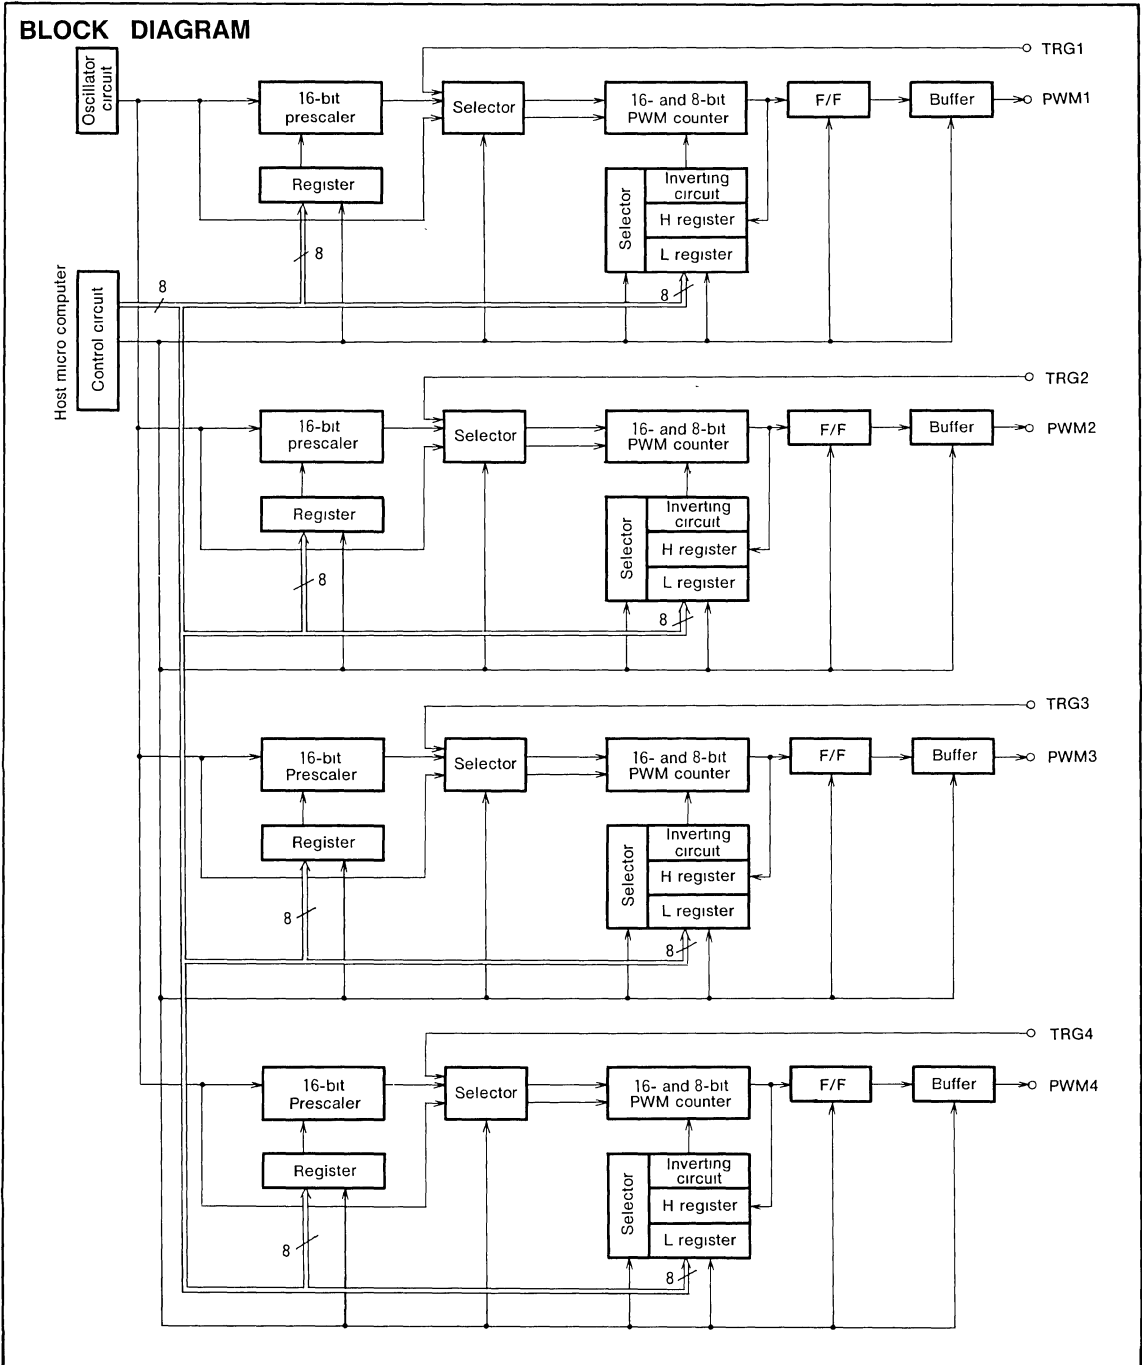 BLOCK DIAGRAM
Oscillator
circuit
TRG1
16-bit
prescaler
Selector
16- and 8-bit
PWM counter
F/F
Buffer
PWM1
Register
Selector
Inverting
circuit
H register
L register
8
8
8
Host micro computer
Control circuit
TRG2
16-bit
prescaler
Selector
16- and 8-bit
PWM counter
F/F
Buffer
PWM2
Register
Selector
Inverting
circuit
H register
L register
8
8
TRG3
16-bit
Prescaler
Selector
16- and 8-bit
PWM counter
F/F
Buffer
PWM3
Register
Selector
Inverting
circuit
H register
L register
8
8
TRG4
16-bit
Prescaler
Selector
16- and 8-bit
PWM counter
F/F
Buffer
PWM4
Register
Selector
Inverting
circuit
H register
L register
8
8